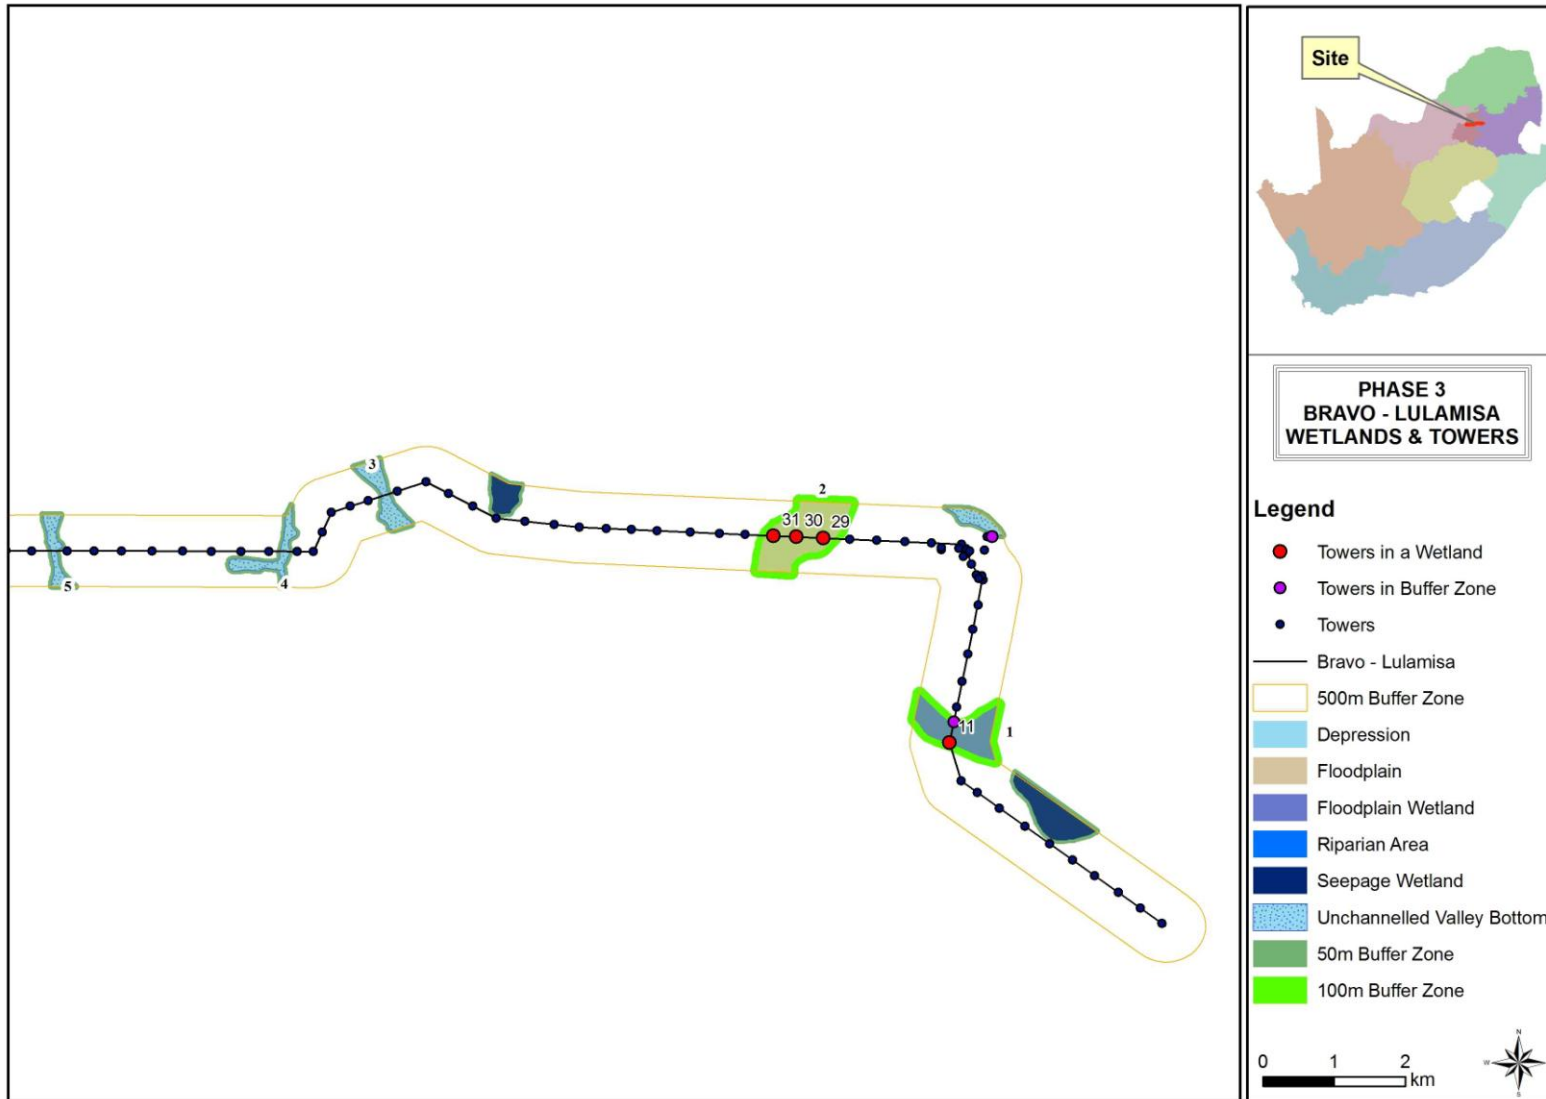 Site
PHASE 3
BRAVO - LULAMISA
WETLANDS & TOWERS
Legend
Towers in a Wetland
Towers in Buffer Zone
Towers
Bravo - Lulamisa
500m Buffer Zone
Depression
Floodplain
Floodplain Wetland
Riparian Area
Seepage Wetland
Unchannelled Valley Bottom
50m Buffer Zone
100m Buffer Zone
0 1 2
km
N
W
S
3
2
31 30 29
5
4
11
1